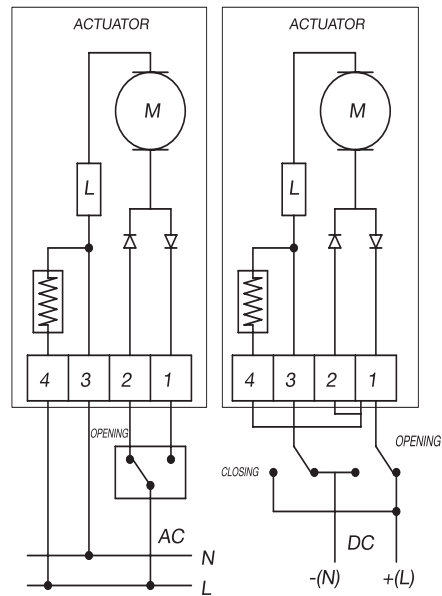 ACTUATOR
M
L
4 3 2 1
OPENING
AC
N
L
ACTUATOR
M
L
4 3 2 1
OPENING
CLOSING
DC
-(N) +(L)